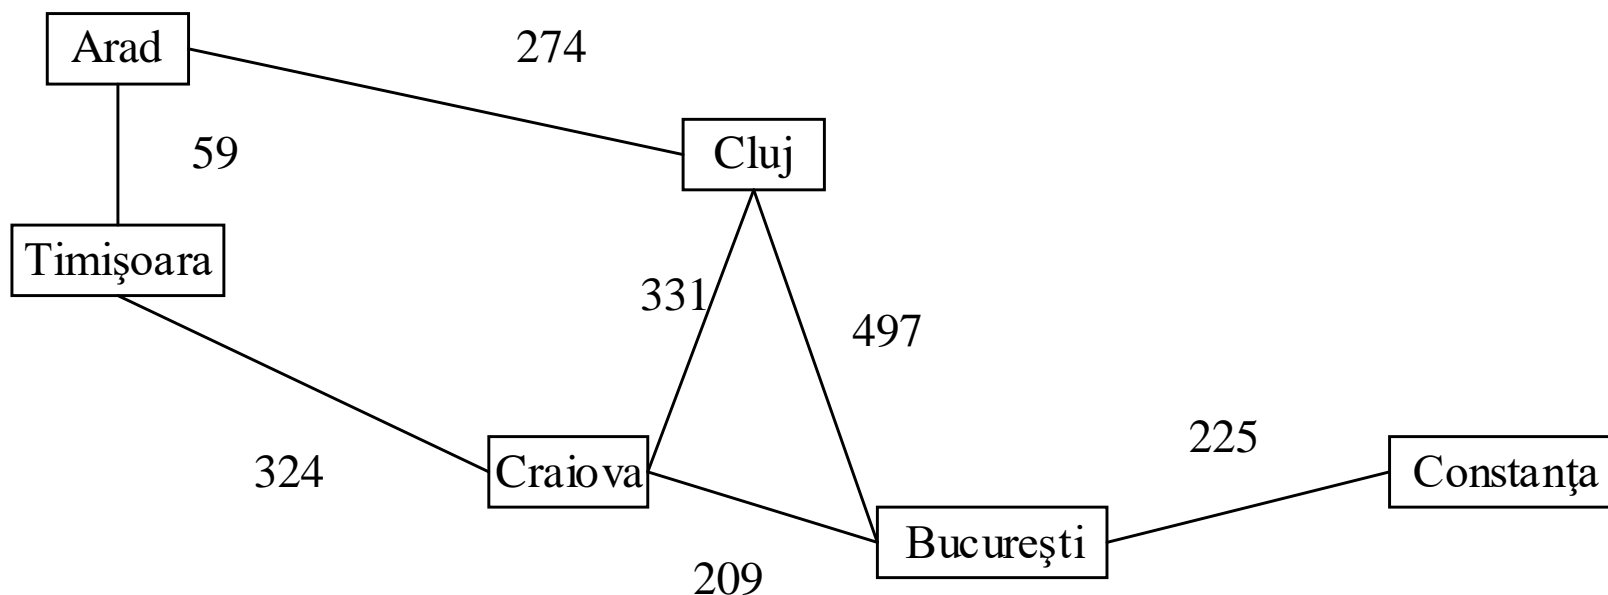 Arad
274
Cluj
59
Timişoara
331
497
225
324
Craiova
Constanţa
Bucureşti
209